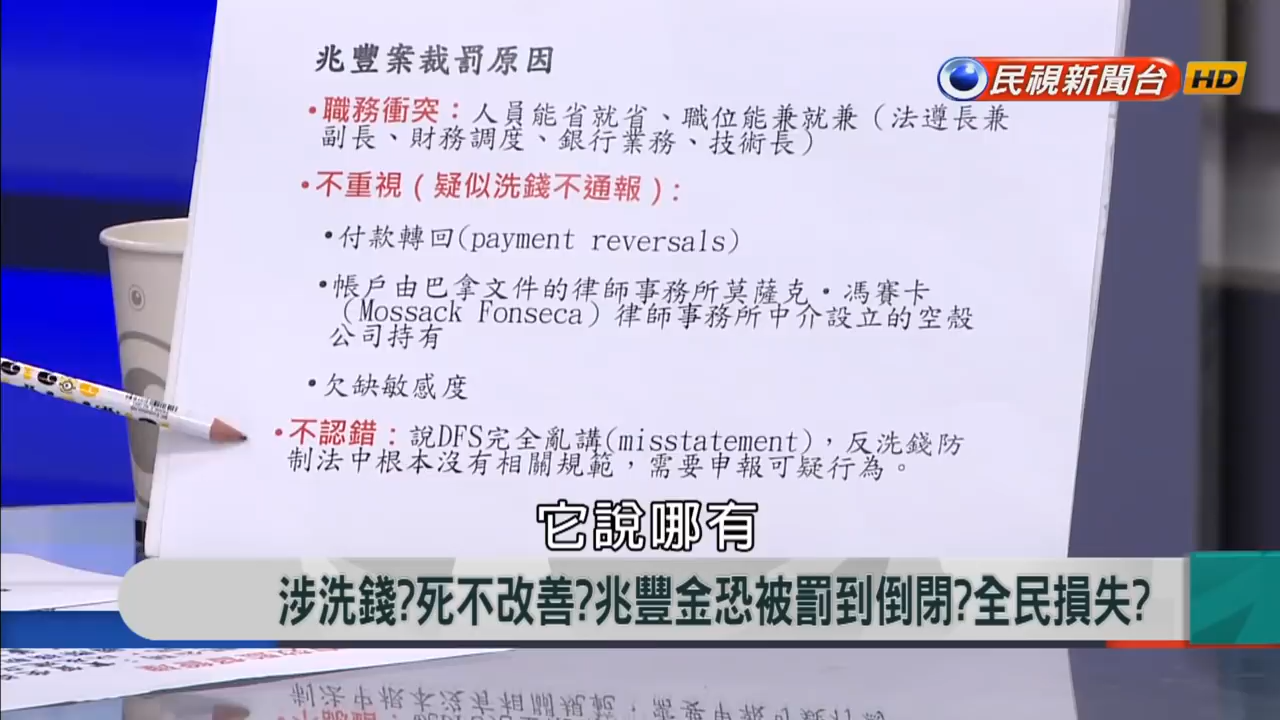 兆豐案裁罰原因
民視新聞台 HD
•職務衝突：人員能省就省、職位能兼就兼（法遵長兼
副長、財務調度、銀行業務、技術長）
•不重視（疑似洗錢不通報）:
•付款轉回(payment reversals)
•帳戶由巴拿文件的律師事務所莫薩克•馮賽卡
（Mossack Fonseca）律師事務所中介設立的空殼
公司持有
•欠缺敏感度
•不認錯：說DFS完全亂講(misstatement)，反洗錢防
制法中根本沒有相關規範，需要申報可疑行為。
它說哪有
涉洗錢?死不改善?兆豐金恐被罰到倒閉?全民損失?